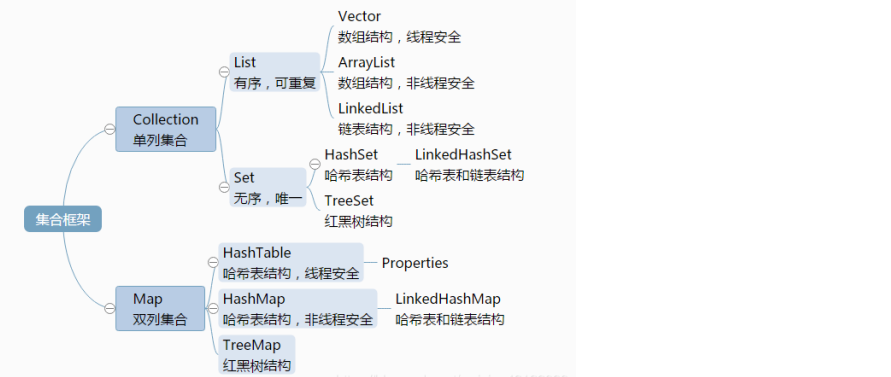 集合框架
Collection
单列集合
List
有序，可重复
Vector
数组结构，线程安全
ArrayList
数组结构，非线程安全
LinkedList
链表结构，非线程安全
Set
无序，唯一
HashSet
哈希表结构
LinkedHashSet
哈希表和链表结构
TreeSet
红黑树结构
Map
双列集合
HashTable
哈希表结构，线程安全
Properties
HashMap
哈希表结构，非线程安全
LinkedHashMap
哈希表和链表结构
TreeMap
红黑树结构